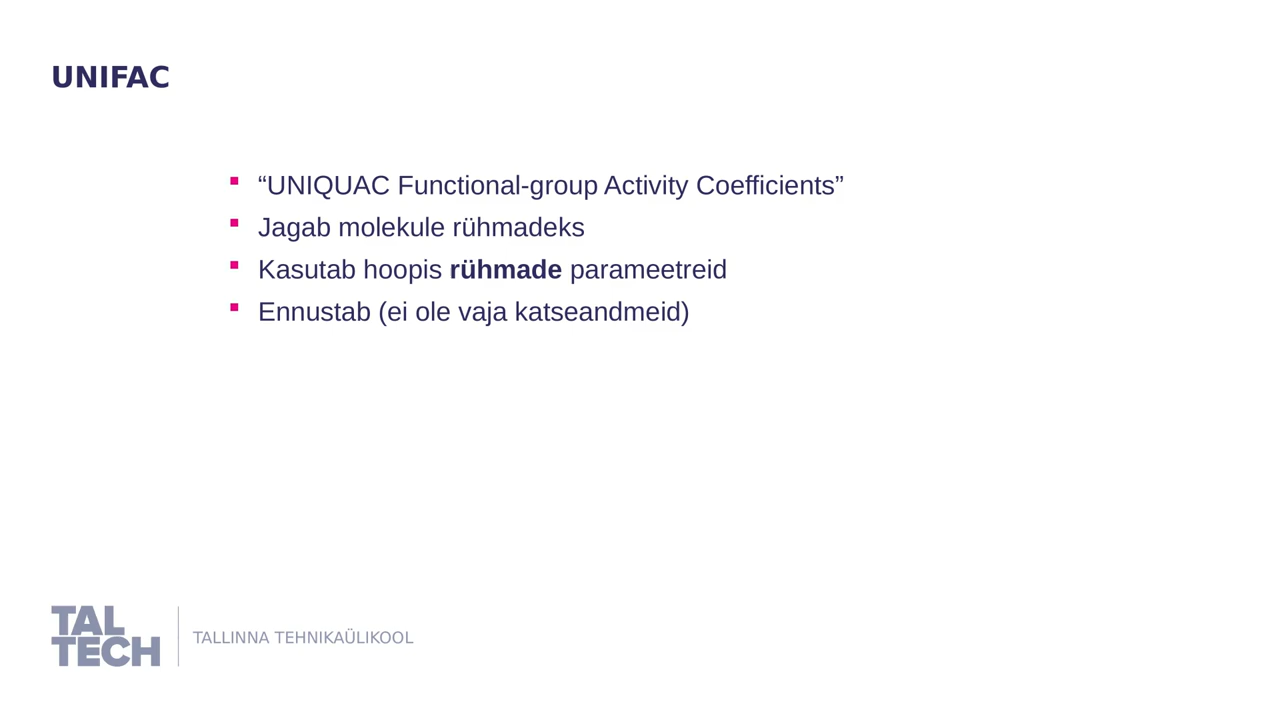 UNIFAC
“UNIQUAC Functional-group Activity Coefficients”
Jagab molekule rühmadeks
Kasutab hoopis rühmade parameetreid
Ennustab (ei ole vaja katseandmeid)
TAL
TECH
TALLINNA TEHNIKAÜLIKOOL